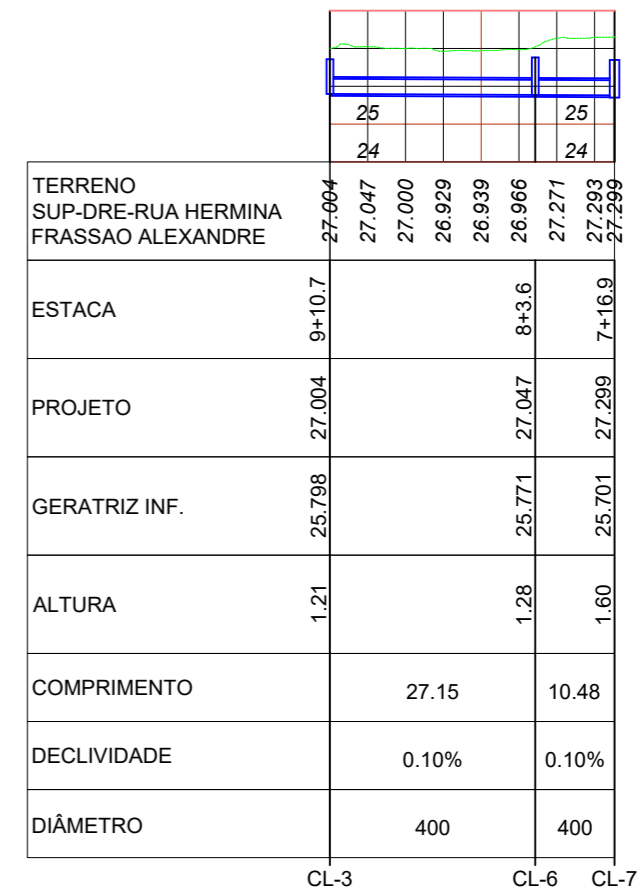 25 25
24 24
TERRENO
SUP-DRE-RUA HERMINA
FRASSAO ALEXANDRE
27.004 27.047 27.000 26.929 26.939 26.966 27.271 27.293 27.299
ESTACA 9+10.7 8+3.6 7+16.9
PROJETO 27.004 27.047 27.299
GERATRIZ INF. 25.798 25.771 25.701
ALTURA 1.21 1.28 1.60
COMPRIMENTO 27.15 10.48
DECLIVIDADE 0.10% 0.10%
DIÂMETRO 400 400
CL-3 CL-6 CL-7